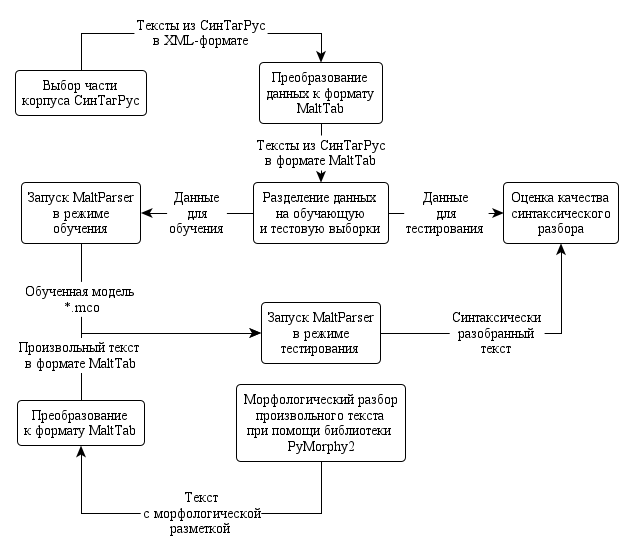 Тексты из СинТагРус
в XML-формате
Выбор части
корпуса СинТагРус
Преобразование
данных к формату
MaltTab
Тексты из СинТагРус
в формате MaltTab
Запуск MaltParser
в режиме
обучения
Данные
для
обучения
Разделение данных
на обучающую
и тестовую выборки
Данные
для
тестирования
Оценка качества
синтаксического
разбора
Обученная модель
*.mco
Произвольный текст
в формате MaltTab
Запуск MaltParser
в режиме
тестирования
Синтаксически
разобранный
текст
Преобразование
к формату MaltTab
Морфологический разбор
произвольного текста
при помощи библиотеки
PyMorphy2
Текст
с морфологической
разметкой